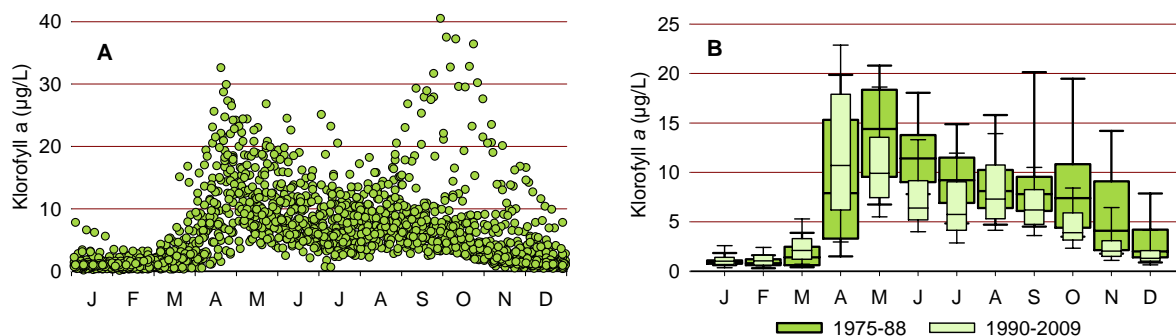 A
Klorofyll a (µg/L)
40
30
20
10
0
J F M A M J J A S O N D
B
Klorofyll a (µg/L)
25
20
15
10
5
0
J F M A M J J A S O N D
1975-88 1990-2009